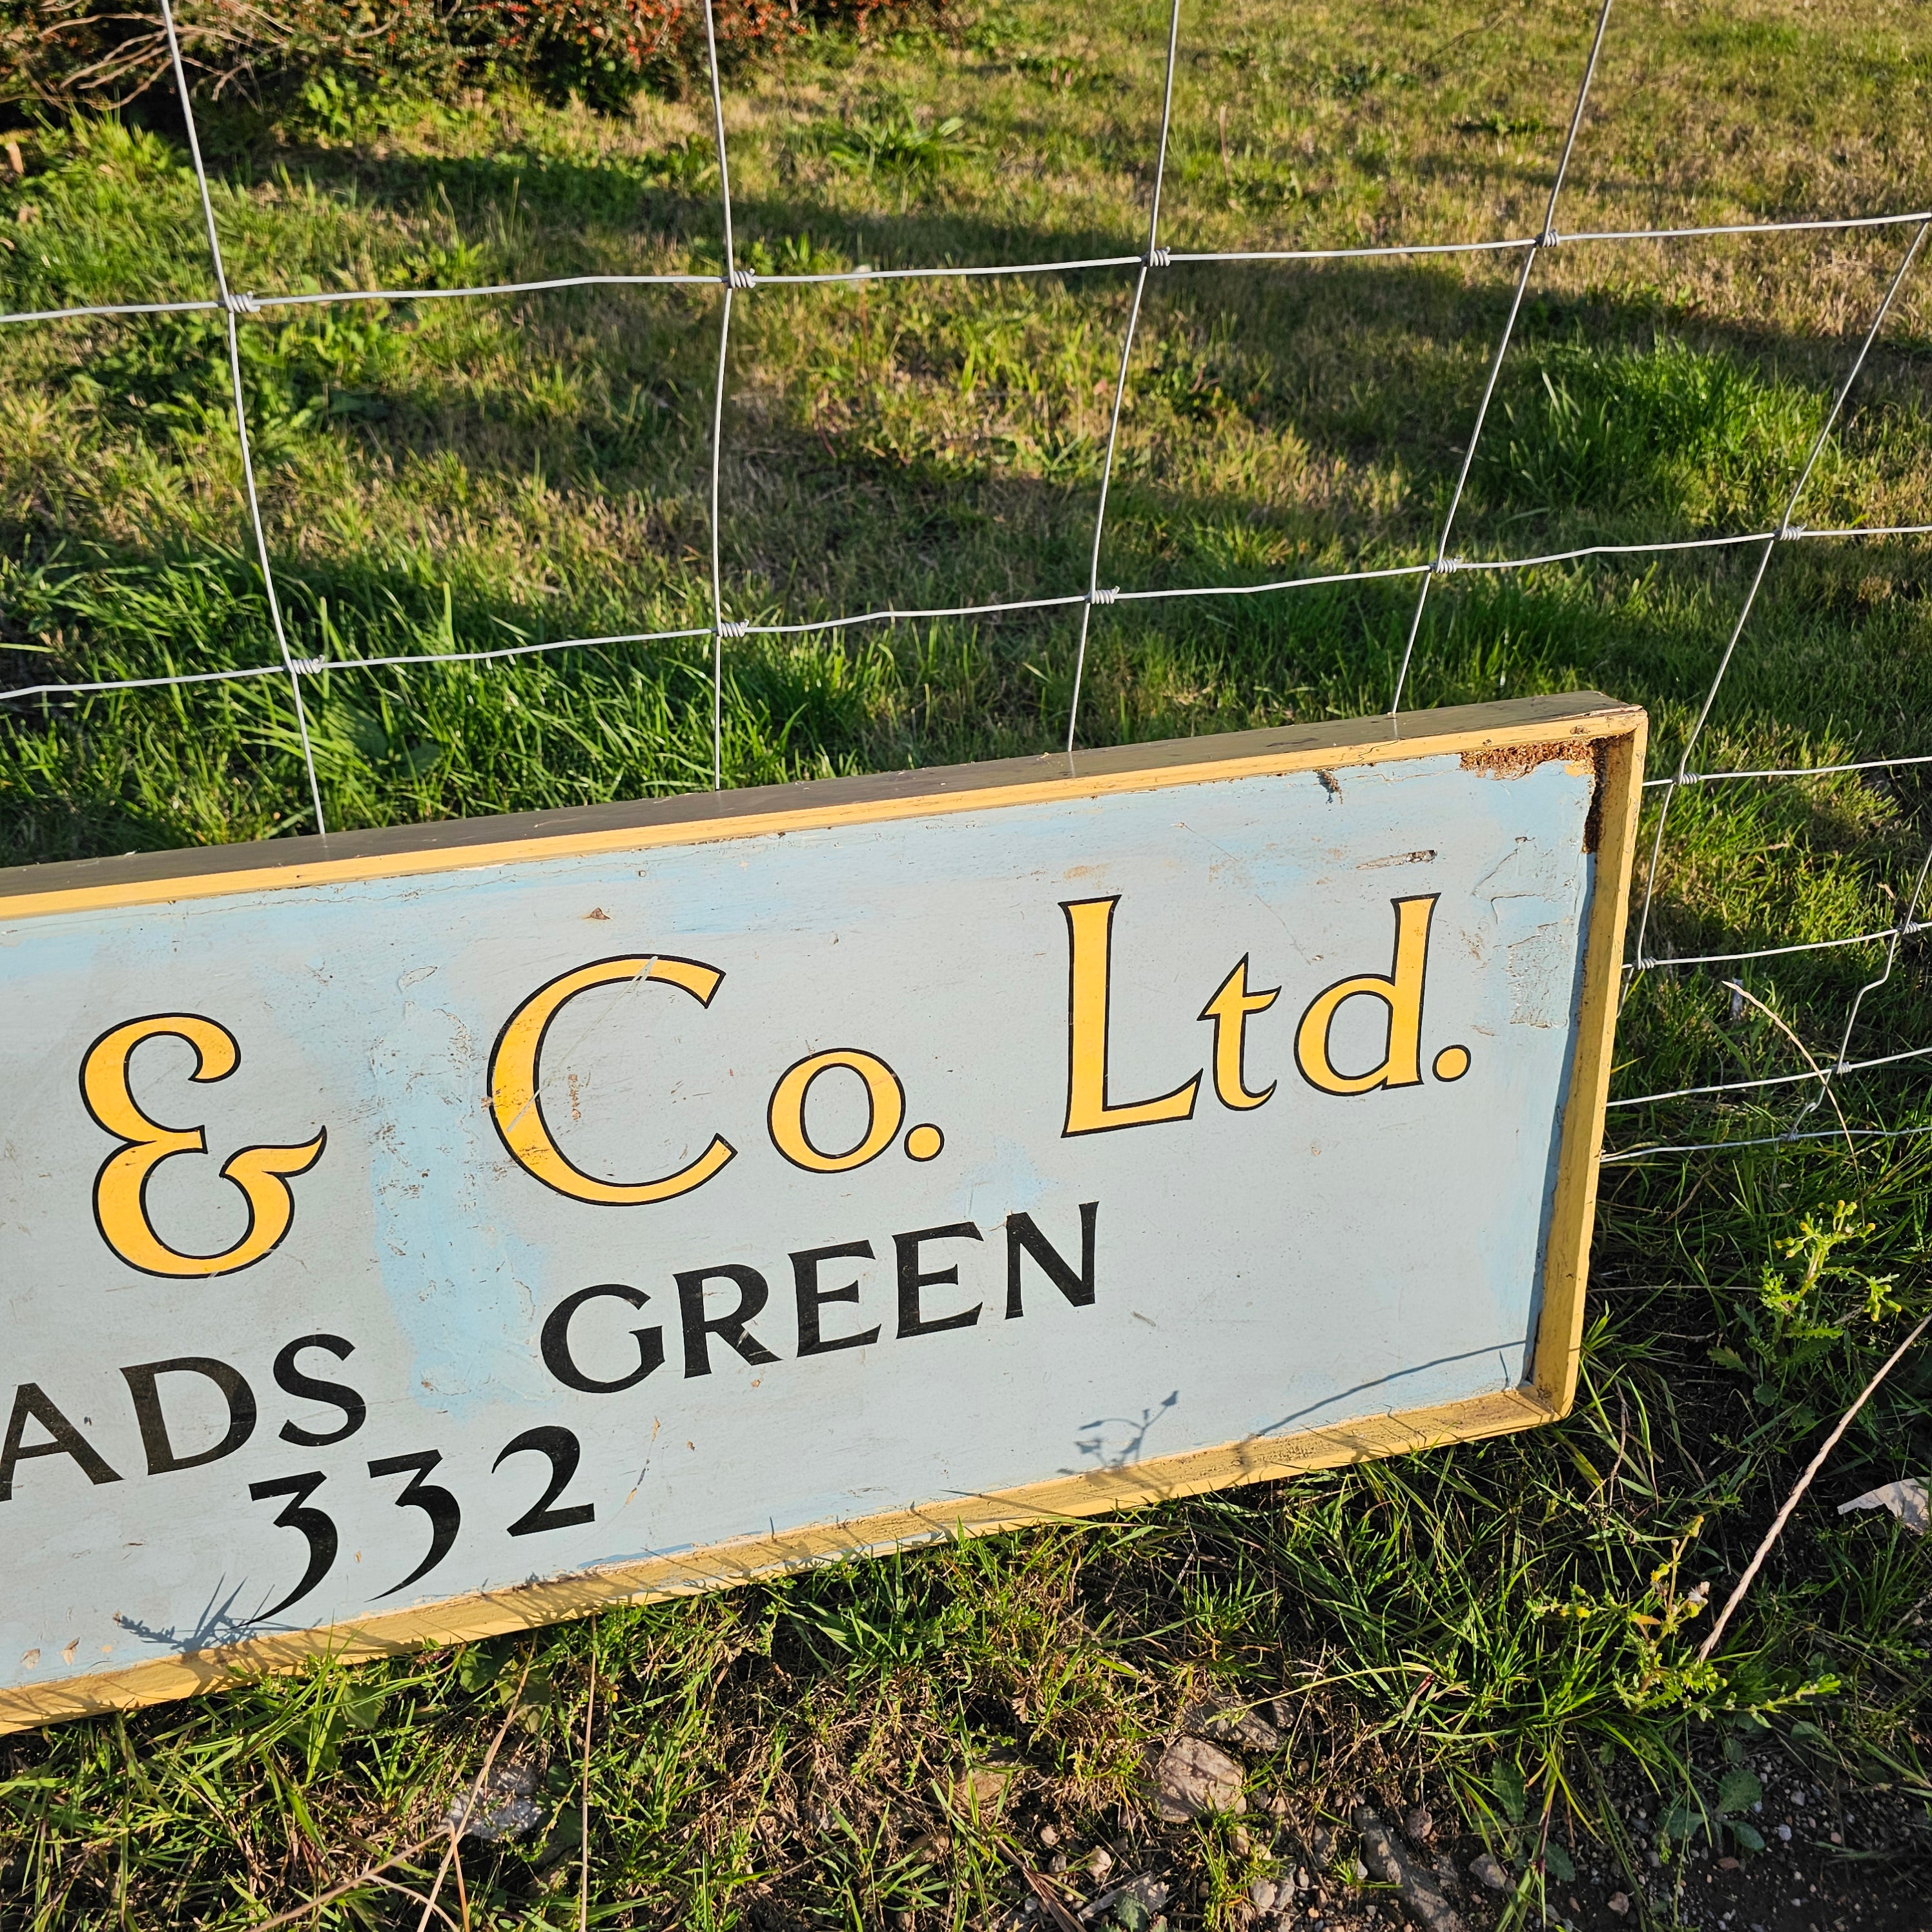 & Co. Ltd.
ADS GREEN
332